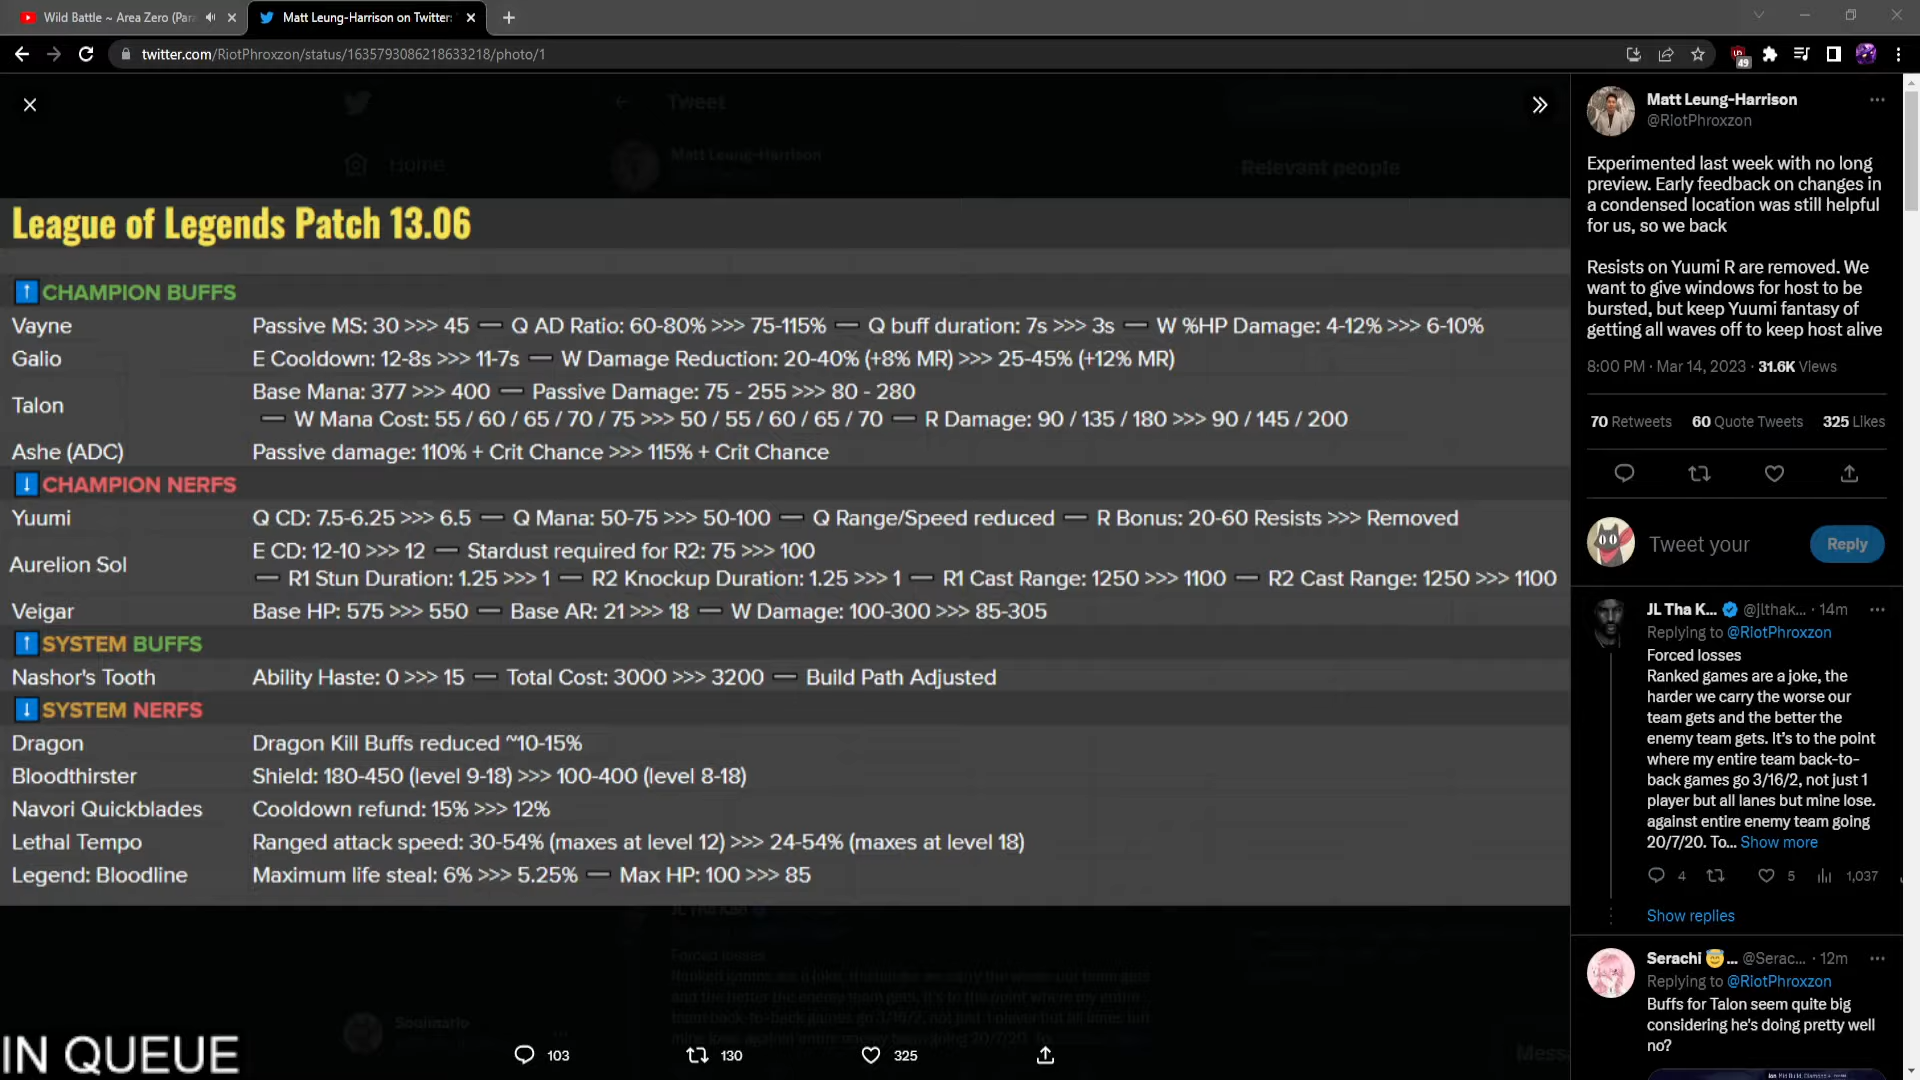 Wild Battle ~ Area Zero (Para
Matt Leung-Harrison on Twitter:
twitter.com/RiotPhroxzon/status/1635793086218633218/photo/1
49
Tweet
Home
Matt Leung-Harrison
Relevant people
League of Legends Patch 13.06
CHAMPION BUFFS
Vayne Passive MS: 30 >>> 45 — Q AD Ratio: 60-80% >>> 75-115% — Q buff duration: 7s >>> 3s — W %HP Damage: 4-12% >>> 6-10%
Galio E Cooldown: 12-8s >>> 11-7s — W Damage Reduction: 20-40% (+8% MR) >>> 25-45% (+12% MR)
Talon Base Mana: 377 >>> 400 — Passive Damage: 75 - 255 >>> 80 - 280
— W Mana Cost: 55 / 60 / 65 / 70 / 75 >>> 50 / 55 / 60 / 65 / 70 — R Damage: 90 / 135 / 180 >>> 90 / 145 / 200
Ashe (ADC) Passive damage: 110% + Crit Chance >>> 115% + Crit Chance
CHAMPION NERFS
Yuumi Q CD: 7.5-6.25 >>> 6.5 — Q Mana: 50-75 >>> 50-100 — Q Range/Speed reduced — R Bonus: 20-60 Resists >>> Removed
Aurelion Sol E CD: 12-10 >>> 12 — Stardust required for R2: 75 >>> 100
— R1 Stun Duration: 1.25 >>> 1 — R2 Knockup Duration: 1.25 >>> 1 — R1 Cast Range: 1250 >>> 1100 — R2 Cast Range: 1250 >>> 1100
Veigar Base HP: 575 >>> 550 — Base AR: 21 >>> 18 — W Damage: 100-300 >>> 85-305
SYSTEM BUFFS
Nashor's Tooth Ability Haste: 0 >>> 15 — Total Cost: 3000 >>> 3200 — Build Path Adjusted
SYSTEM NERFS
Dragon Dragon Kill Buffs reduced ~10-15%
Bloodthirster Shield: 180-450 (level 9-18) >>> 100-400 (level 8-18)
Navori Quickblades Cooldown refund: 15% >>> 12%
Lethal Tempo Ranged attack speed: 30-54% (maxes at level 12) >>> 24-54% (maxes at level 18)
Legend: Bloodline Maximum life steal: 6% >>> 5.25% — Max HP: 100 >>> 85
Forced losses
IN QUEUE
103 130 325
Matt Leung-Harrison
@RiotPhroxzon
Experimented last week with no long
preview. Early feedback on changes in
a condensed location was still helpful
for us, so we back
Resists on Yuumi R are removed. We
want to give windows for host to be
bursted, but keep Yuumi fantasy of
getting all waves off to keep host alive
8:00 PM · Mar 14, 2023 · 31.6K Views
70 Retweets 60 Quote Tweets 325 Likes
Tweet your
Reply
JL Tha K... @jlthak... · 14m
Replying to @RiotPhroxzon
Forced losses
Ranked games are a joke, the
harder we carry the worse our
team gets and the better the
enemy team gets. It's to the point
where my entire team back-to-
back games go 3/16/2, not just 1
player but all lanes but mine lose.
against entire enemy team going
20/7/20. To... Show more
4 5 1,037
Show replies
Serachi 😇... @Serac... · 12m
Replying to @RiotPhroxzon
Buffs for Talon seem quite big
considering he's doing pretty well
no?